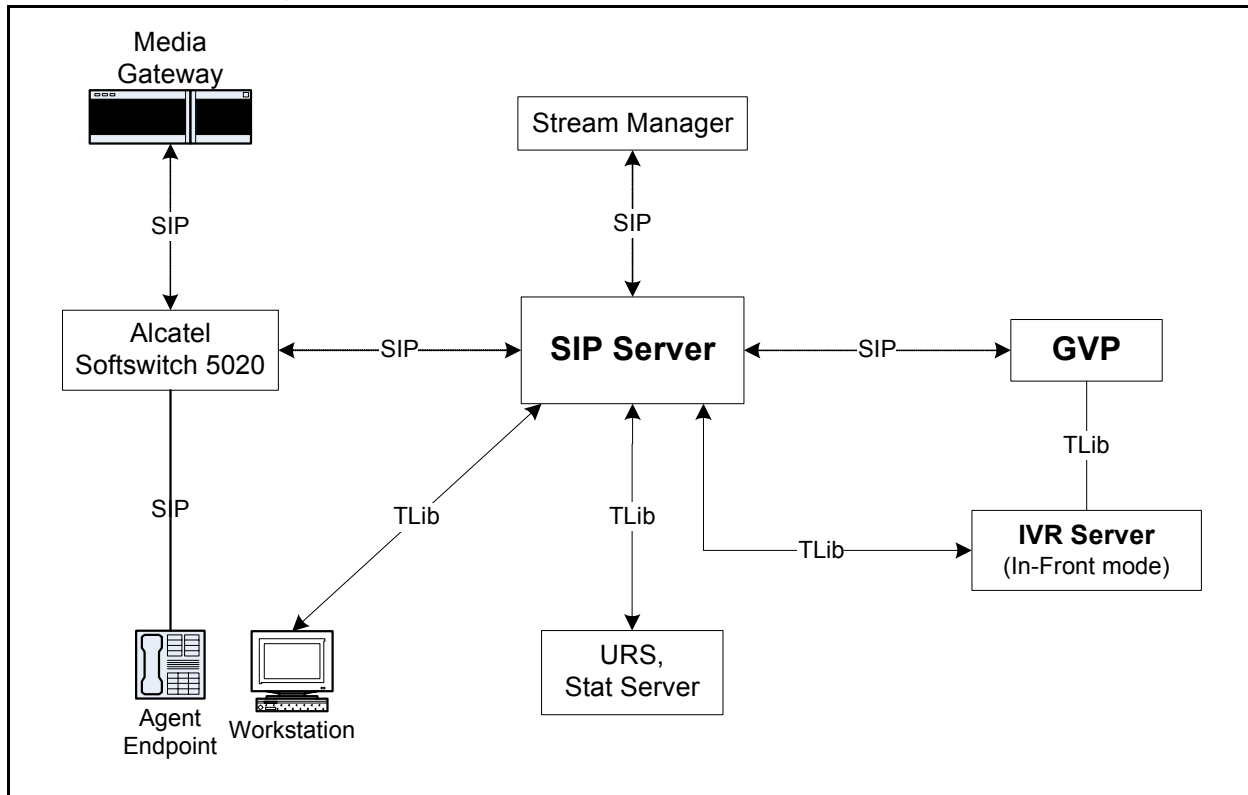 Media
Gateway
Stream Manager
SIP
SIP
Alcatel
Softswitch 5020
SIP
SIP Server
SIP
GVP
SIP
TLib
TLib
TLib
TLib
IVR Server
(In-Front mode)
URS,
Stat Server
Agent
Endpoint
Workstation